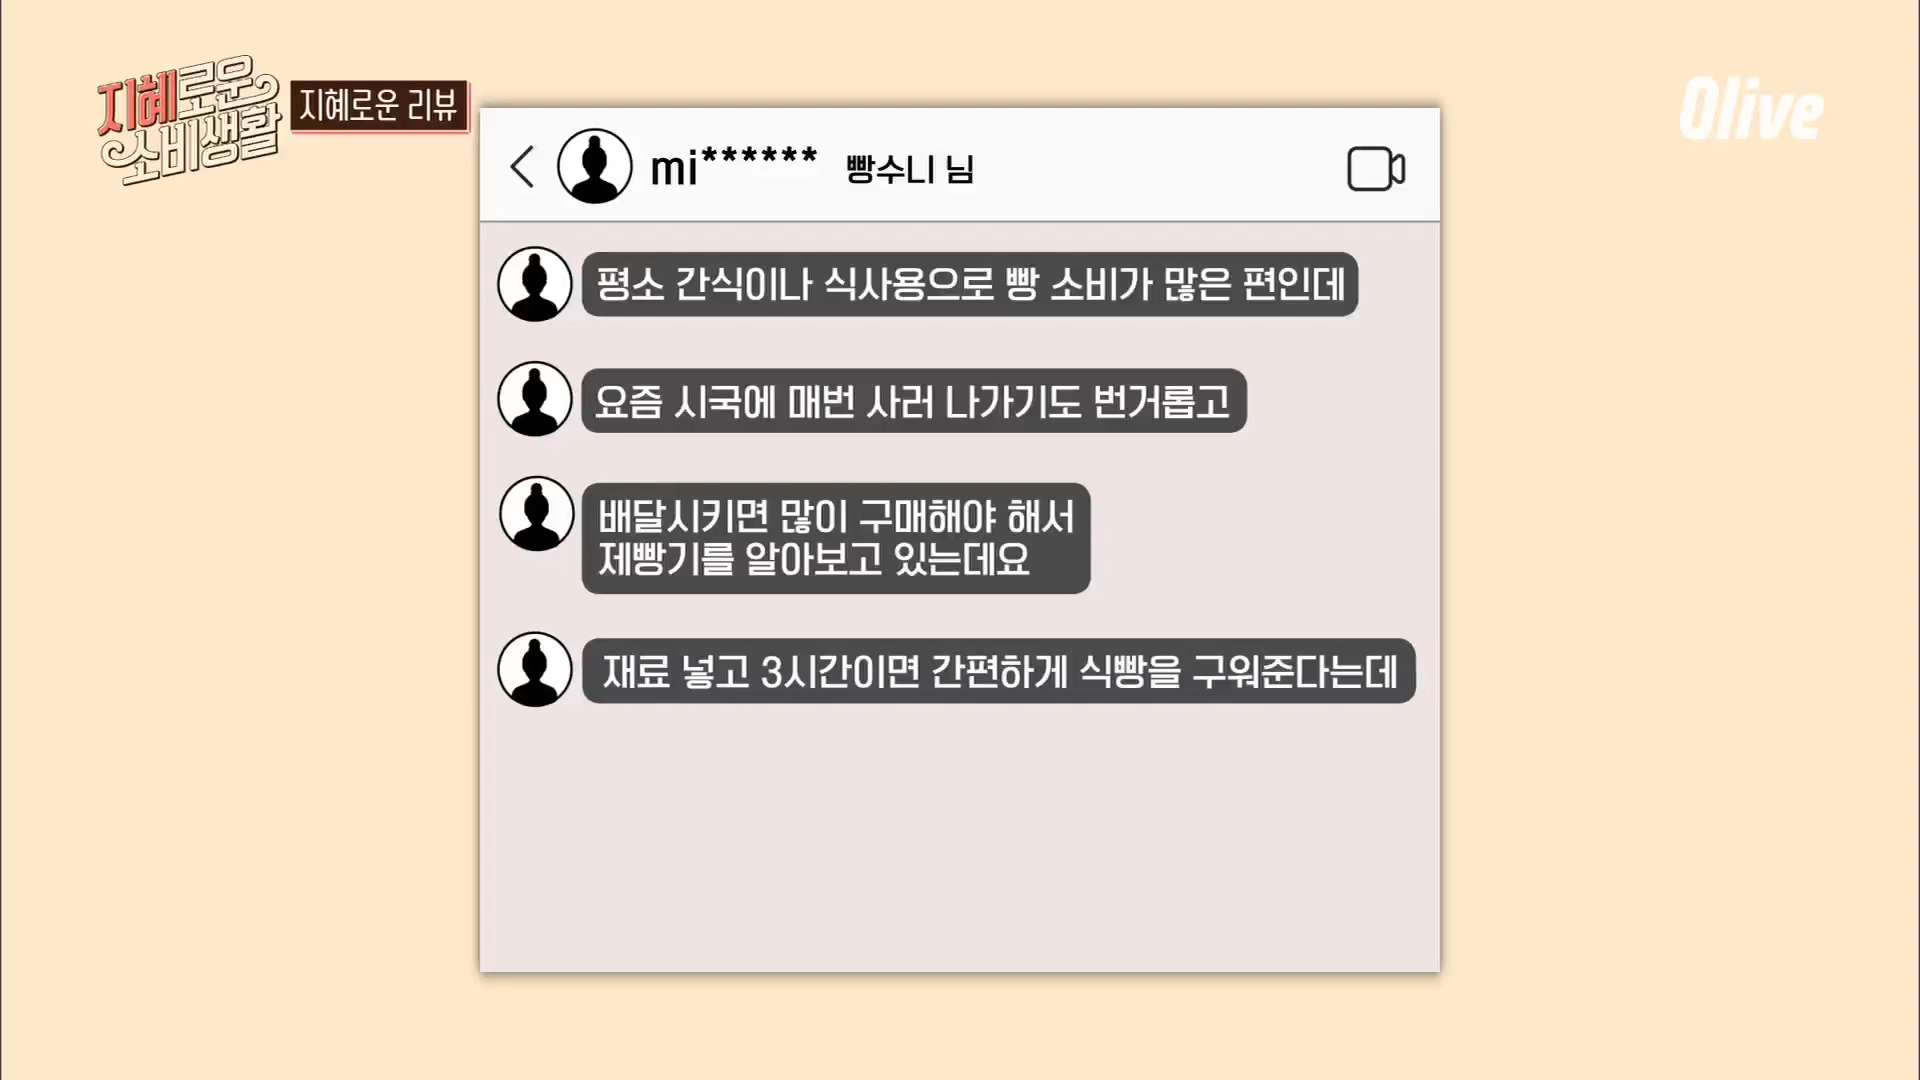 지혜로운
소비생활
지혜로운 리뷰
Olive
mi****** 빵수니 님
평소 간식이나 식사용으로 빵 소비가 많은 편인데
요즘 시국에 매번 사러 나가기도 번거롭고
배달시키면 많이 구매해야 해서
제빵기를 알아보고 있는데요
재료 넣고 3시간이면 간편하게 식빵을 구워준다는데